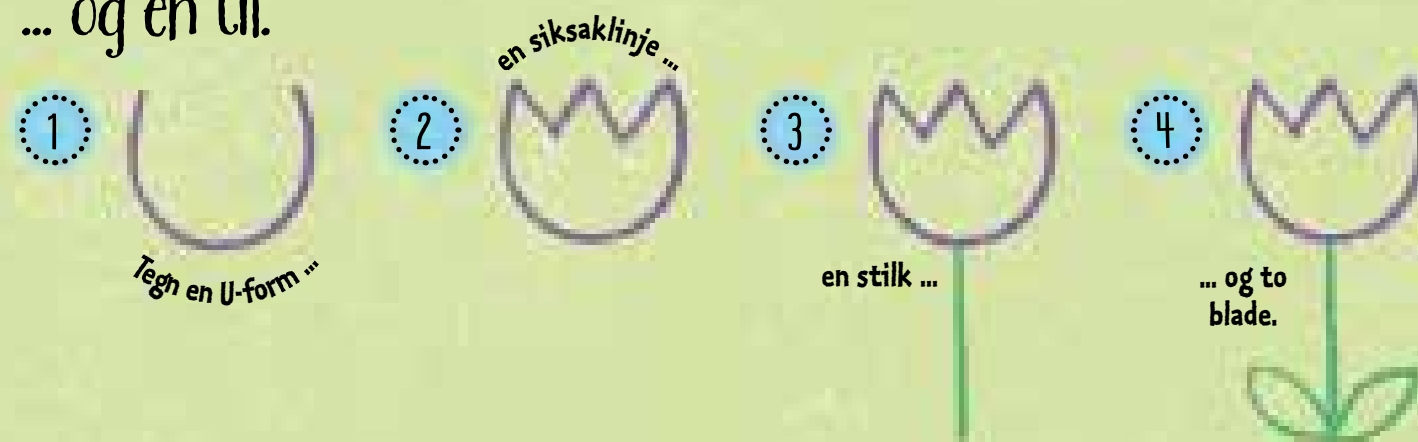 ... og en til.
1
Tegn en U-form ...
2
en siksaklinje ...
3
en stilk ...
4
... og to
blade.